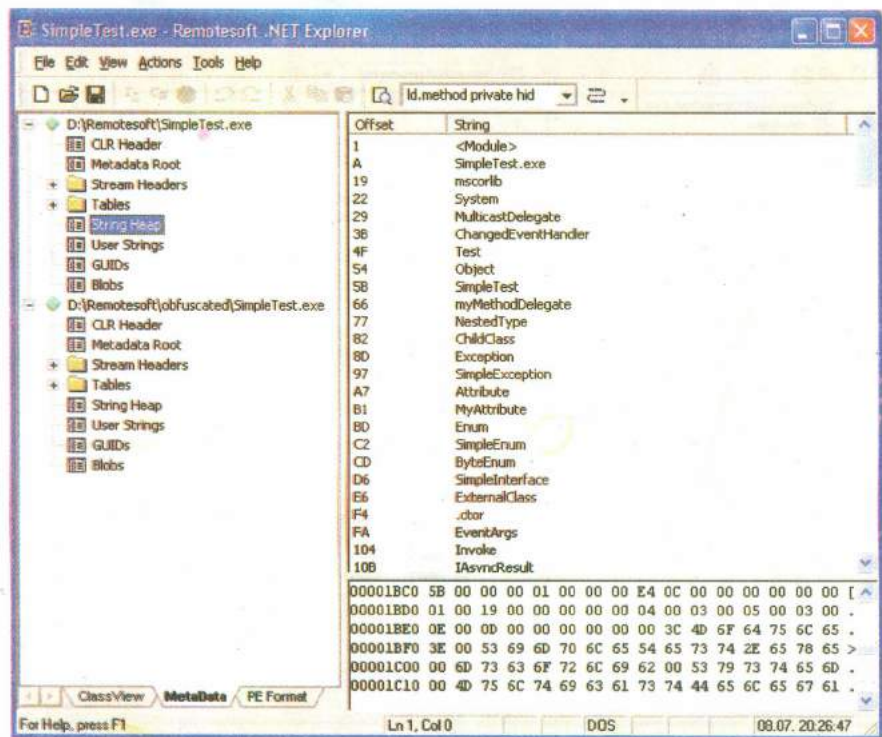 SimpleTest.exe - Remotesoft .NET Explorer
File Edit View Actions Tools Help
ld.method private hid
D:\Remotesoft\SimpleTest.exe
CLR Header
Metadata Root
Stream Headers
Tables
String Heap
User Strings
GUIDs
Blobs
D:\Remotesoft\obfuscated\SimpleTest.exe
CLR Header
Metadata Root
Stream Headers
Tables
String Heap
User Strings
GUIDs
Blobs
ClassView MetaData PE Format
Offset String
1 <Module>
A SimpleTest.exe
19 mscorlib
22 System
29 MulticastDelegate
3B ChangedEventHandler
4F Test
54 Object
5B SimpleTest
66 myMethodDelegate
77 NestedType
82 ChildClass
8D Exception
97 SimpleException
A7 Attribute
B1 MyAttribute
BD Enum
C2 SimpleEnum
CD ByteEnum
D6 SimpleInterface
E6 ExternalClass
F4 .ctor
FA EventArgs
104 Invoke
10B IAsyncResult
00001BC0 5B 00 00 00 01 00 00 00 E4 0C 00 00 00 00 00 00 [
00001BD0 01 00 19 00 00 00 00 00 04 00 03 00 05 00 03 00 .
00001BE0 0E 00 0D 00 00 00 00 00 00 3C 4D 6F 64 75 6C 65 .
00001BF0 3E 00 53 69 6D 70 6C 65 54 65 73 74 2E 65 78 65 >
00001C00 00 6D 73 63 6F 72 6C 69 62 00 53 79 73 74 65 6D .
00001C10 00 4D 75 6C 74 69 63 61 73 74 44 65 6C 65 67 61 .
For Help, press F1 Ln 1, Col 0 DOS 08.07. 20:26:47